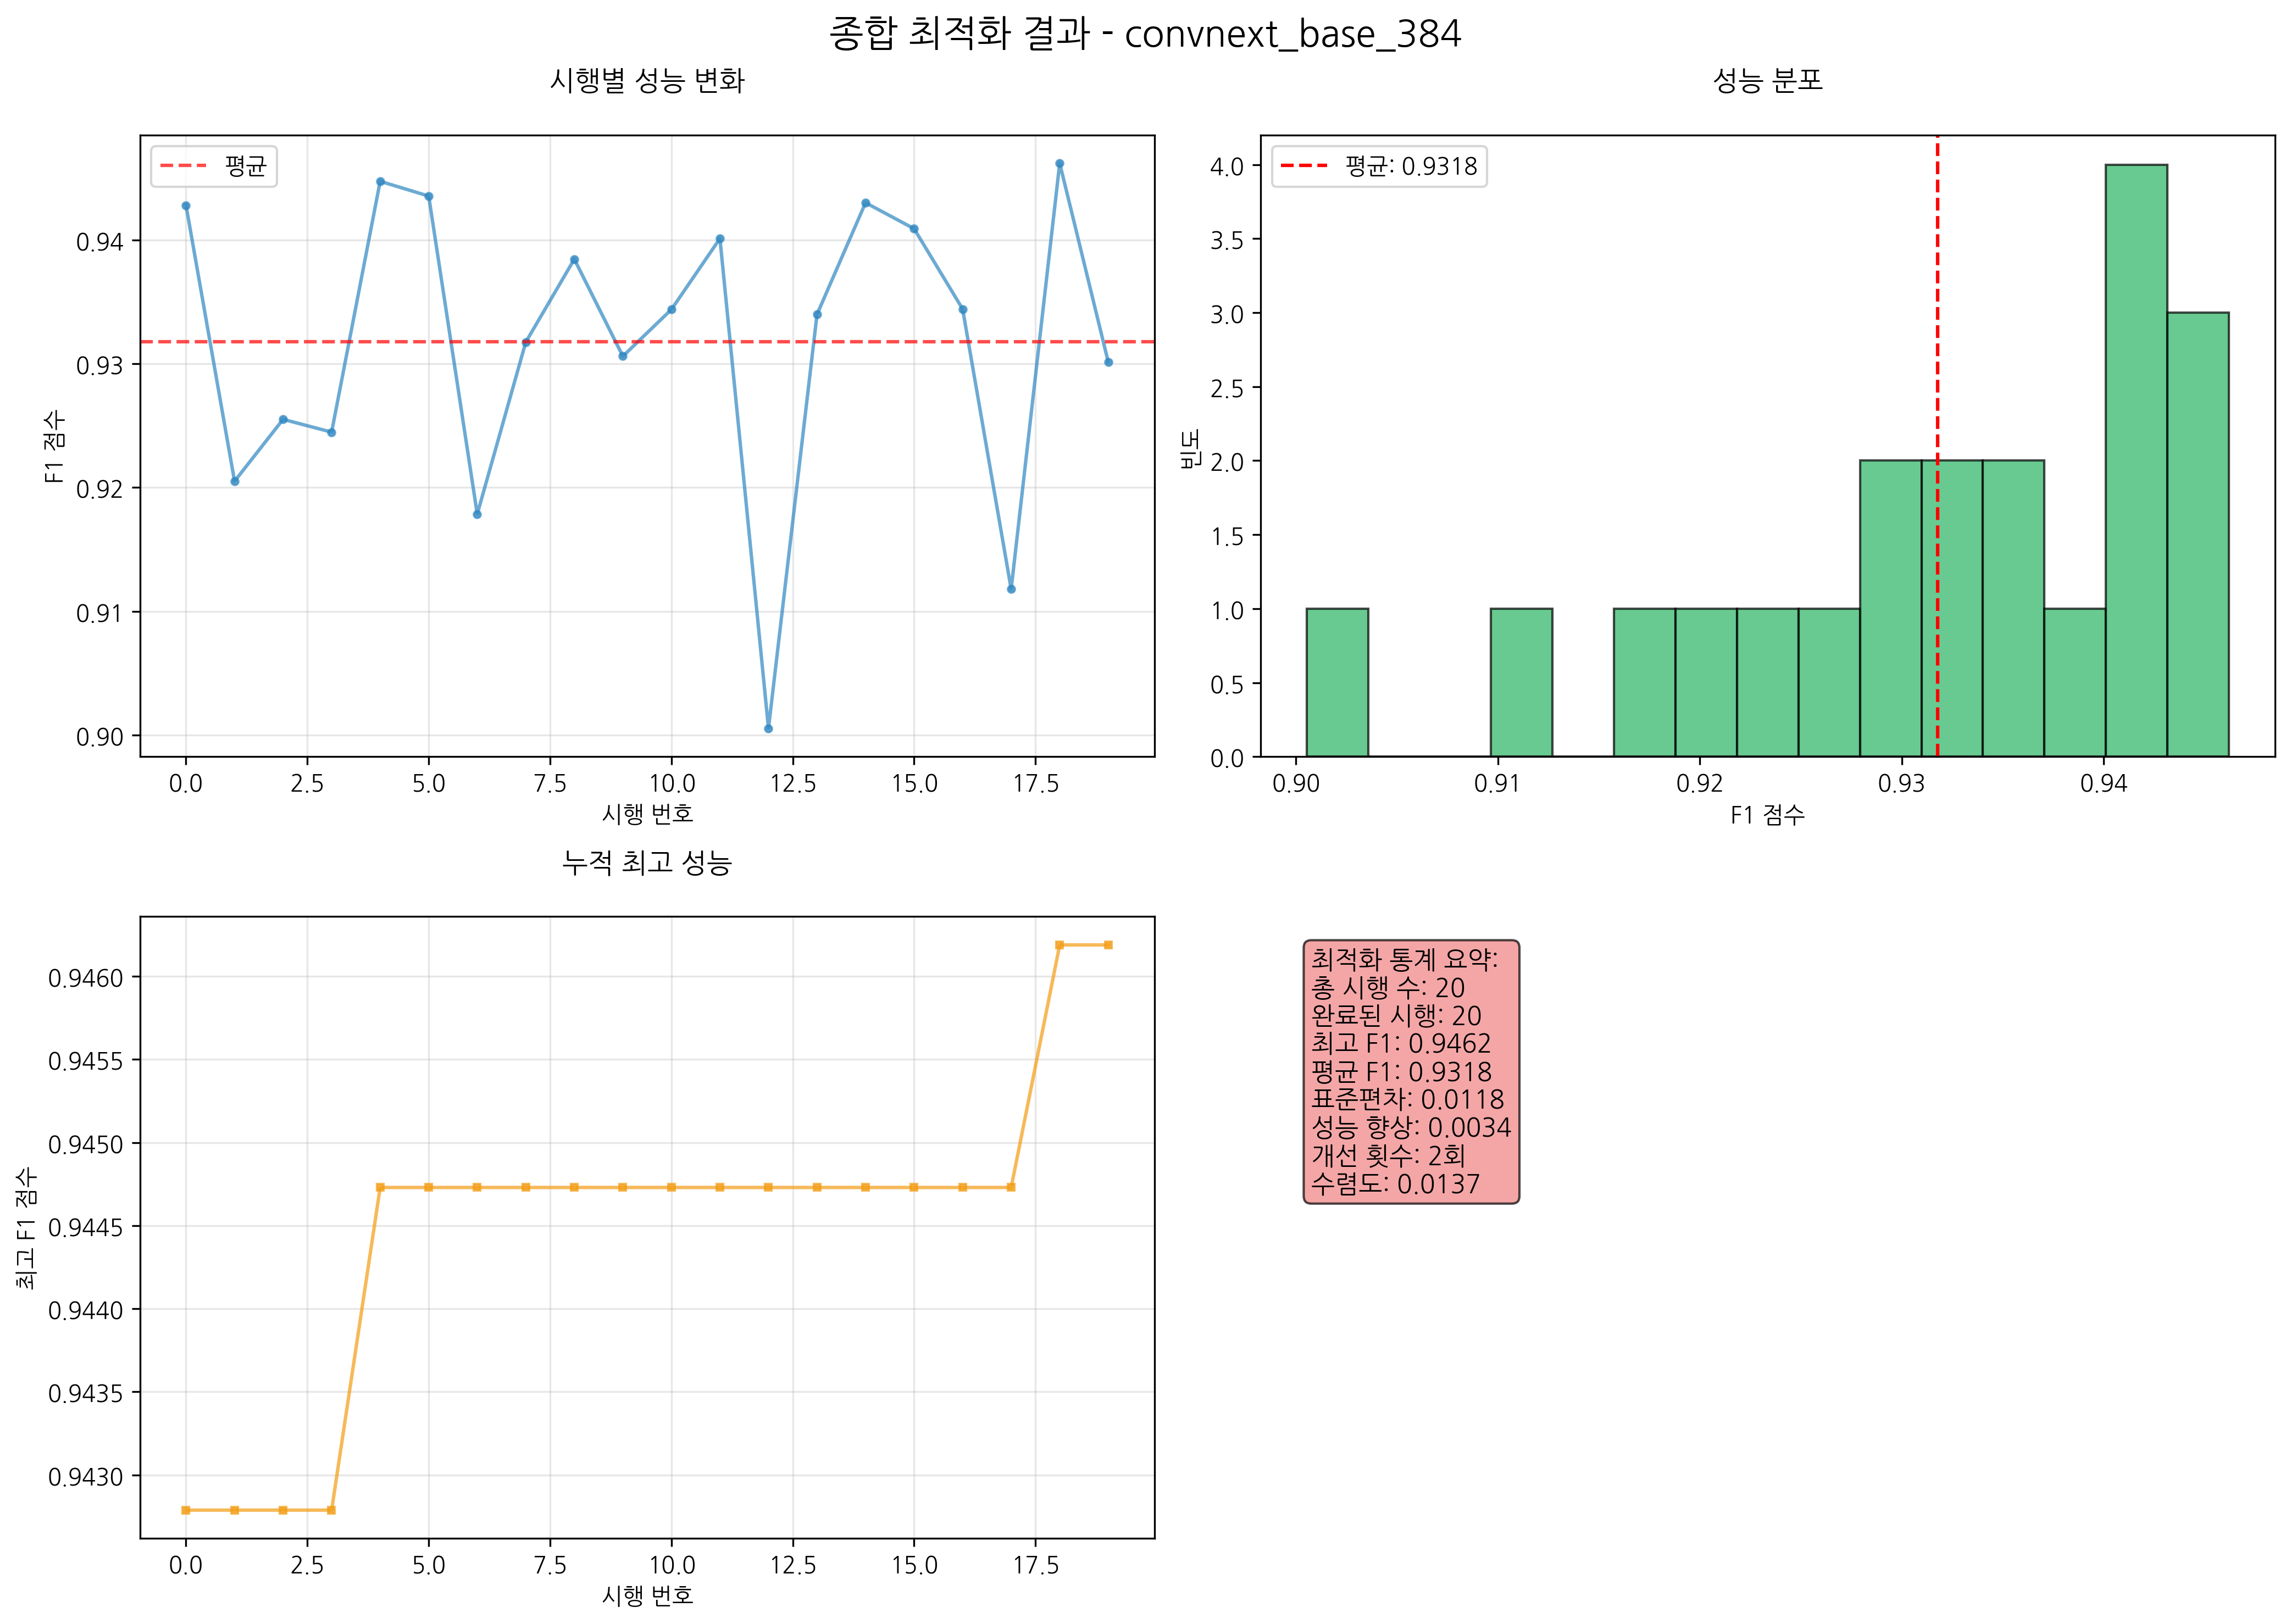 종합 최적화 결과 - convnext_base_384
시행별 성능 변화
평균
F1 점수
0.94
0.93
0.92
0.91
0.90
0.0 2.5 5.0 7.5 10.0 12.5 15.0 17.5
시행 번호
성능 분포
평균: 0.9318
빈도
4.0
3.5
3.0
2.5
2.0
1.5
1.0
0.5
0.0
0.90 0.91 0.92 0.93 0.94
F1 점수
누적 최고 성능
최고 F1 점수
0.9460
0.9455
0.9450
0.9445
0.9440
0.9435
0.9430
0.0 2.5 5.0 7.5 10.0 12.5 15.0 17.5
시행 번호
최적화 통계 요약:
총 시행 수: 20
완료된 시행: 20
최고 F1: 0.9462
평균 F1: 0.9318
표준편차: 0.0118
성능 향상: 0.0034
개선 횟수: 2회
수렴도: 0.0137